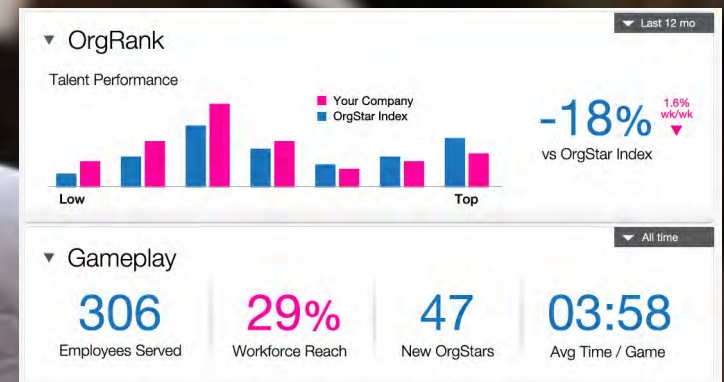 Last 12 mo
OrgRank
Talent Performance
Your Company
OrgStar Index
-18%
1.6%
wk/wk
vs OrgStar Index
Low
Top
All time
Gameplay
306
29%
47
03:58
Employees Served
Workforce Reach
New OrgStars
Avg Time / Game